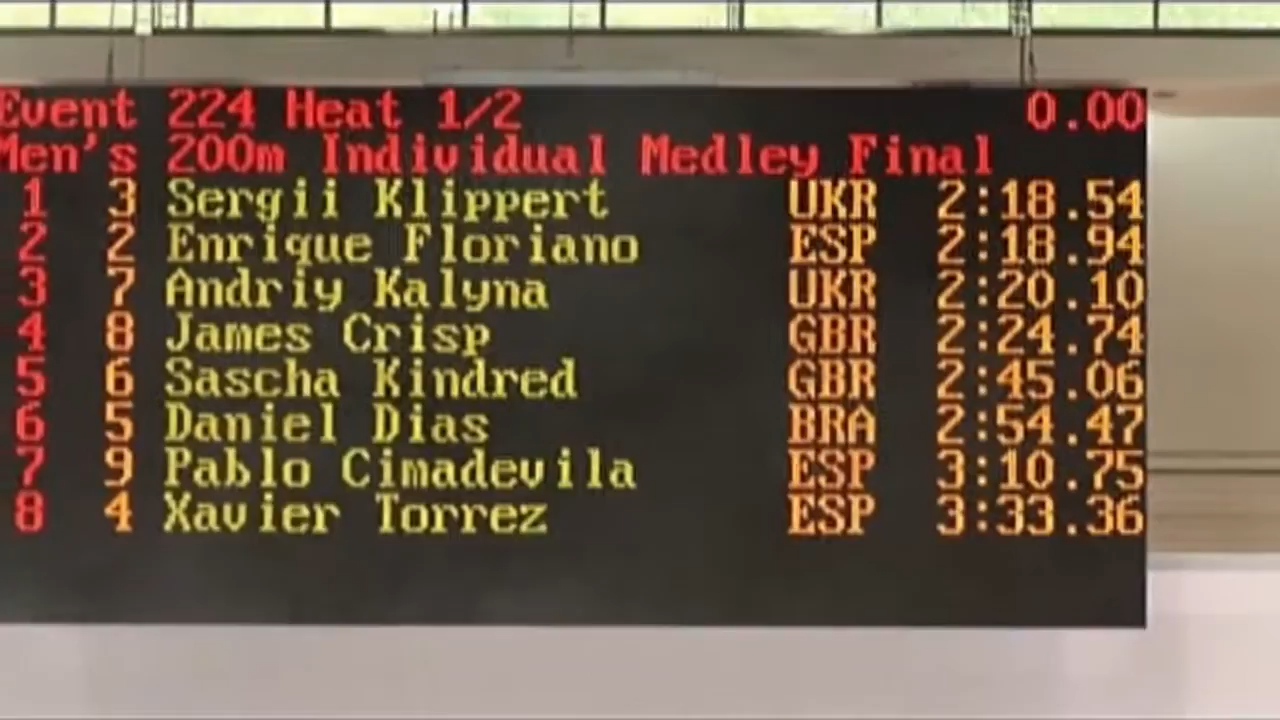 Event 224 Heat 1/2 0.00
Men's 200m Individual Medley Final
1 3 Sergii Klippert UKR 2:18.54
2 2 Enrique Floriano ESP 2:18.94
3 7 Andriy Kalyna UKR 2:20.10
4 8 James Crisp GBR 2:24.74
5 6 Sascha Kindred GBR 2:45.06
6 5 Daniel Dias BRA 2:54.47
7 9 Pablo Cimadevila ESP 3:10.75
8 4 Xavier Torrez ESP 3:33.36